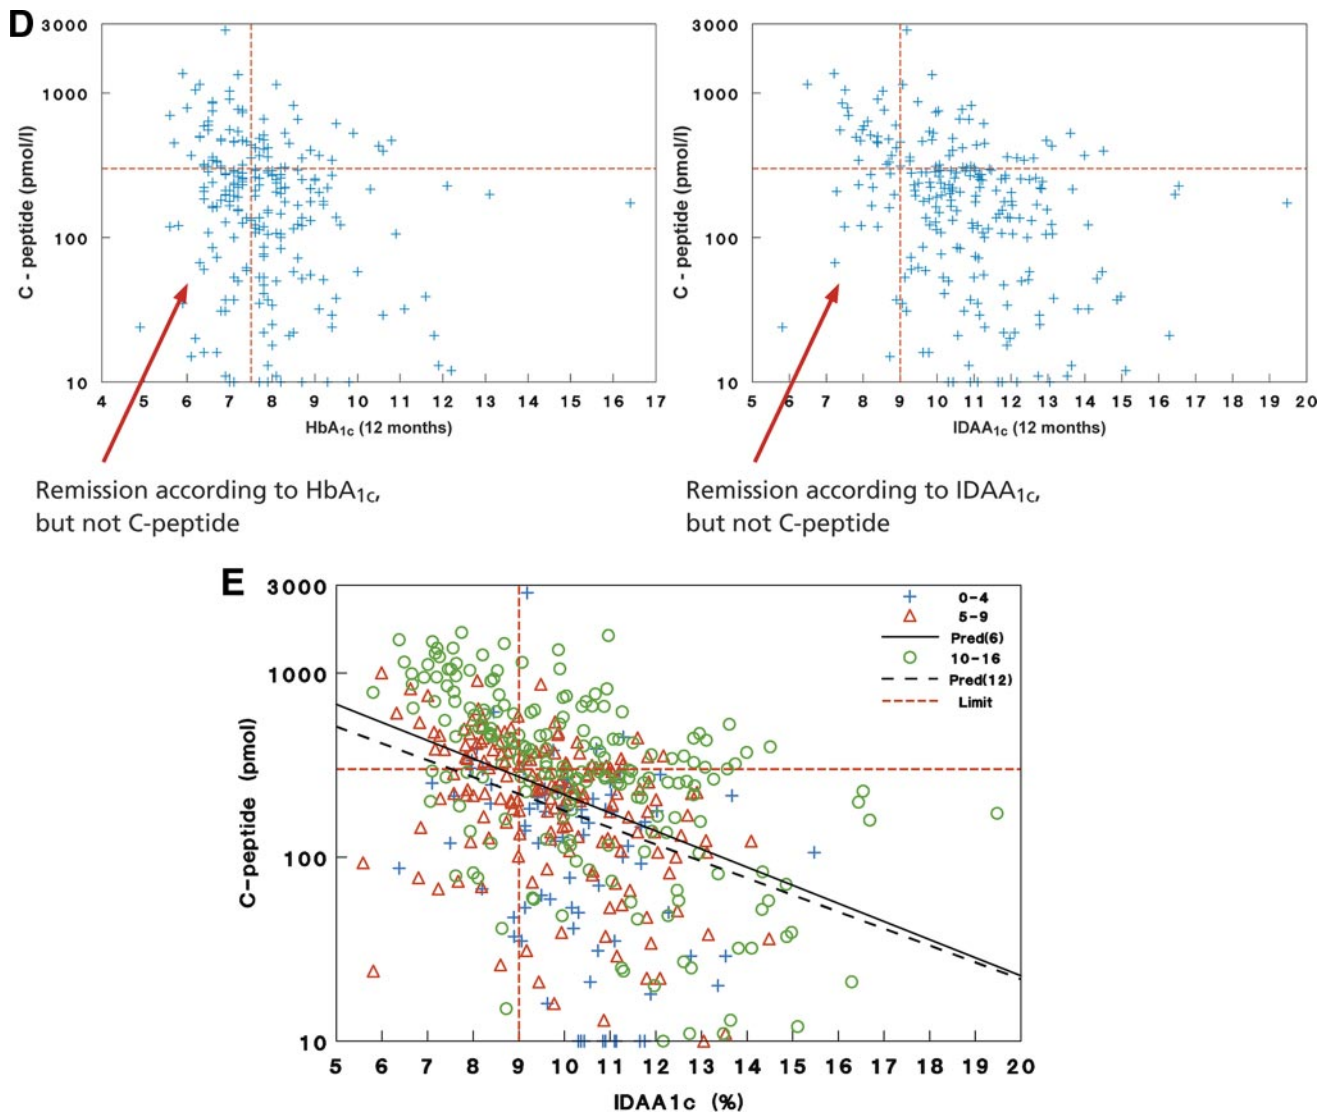 D
3000
1000
100
10
C - peptide (pmol/l)
4 5 6 7 8 9 10 11 12 13 14 15 16 17
HbA1c (12 months)
Remission according to HbA1c,
but not C-peptide
3000
1000
100
10
C - peptide (pmol/l)
5 6 7 8 9 10 11 12 13 14 15 16 17 18 19 20
IDAA1c (12 months)
Remission according to IDAA1c,
but not C-peptide
E
3000
1000
100
10
C-peptide (pmol)
0-4
5-9
Pred(6)
10-16
Pred(12)
Limit
5 6 7 8 9 10 11 12 13 14 15 16 17 18 19 20
IDAA1c (%)